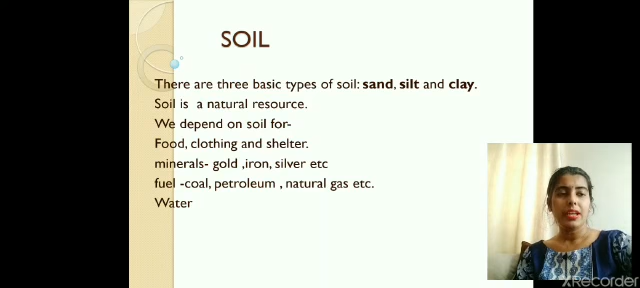 SOIL
There are three basic types of soil: sand, silt and clay.
Soil is a natural resource.
We depend on soil for-
Food, clothing and shelter.
minerals- gold ,iron, silver etc
fuel -coal, petroleum , natural gas etc.
Water
XRecorder